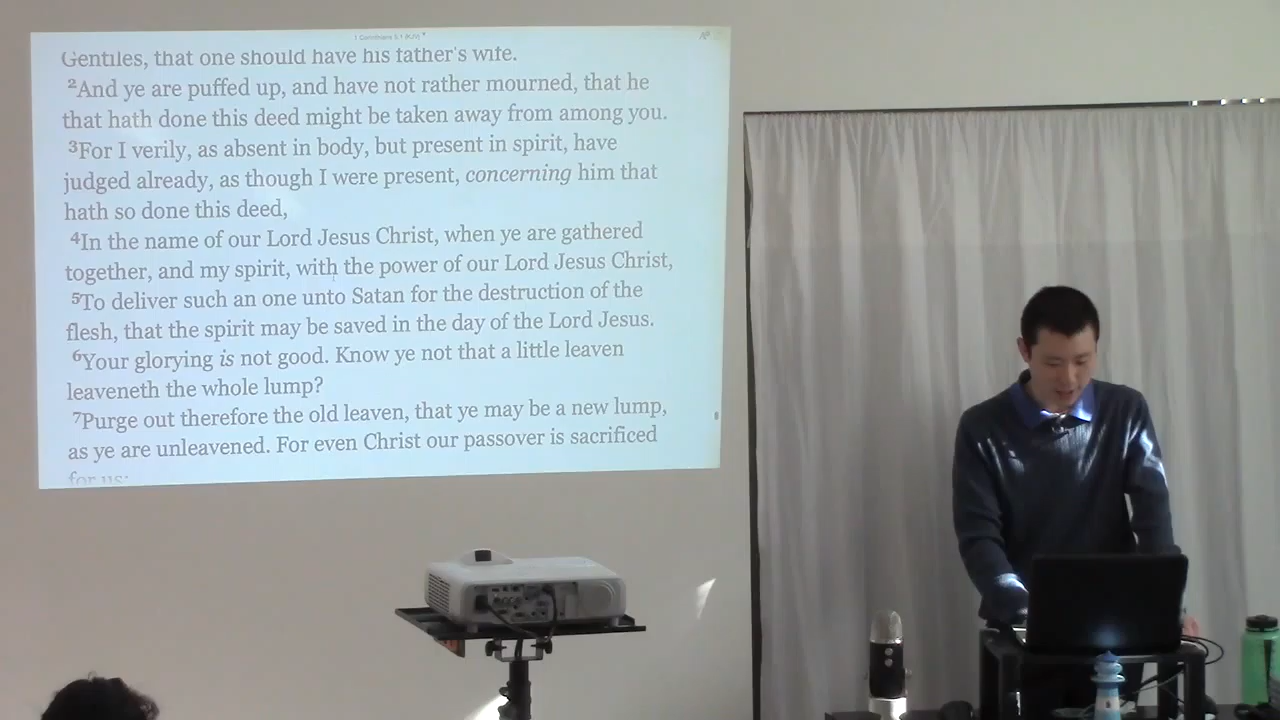 1 Corinthians 5:1 (KJV)
Gentiles, that one should have his father's wife.
2And ye are puffed up, and have not rather mourned, that he
that hath done this deed might be taken away from among you.
3For I verily, as absent in body, but present in spirit, have
judged already, as though I were present, concerning him that
hath so done this deed,
4In the name of our Lord Jesus Christ, when ye are gathered
together, and my spirit, with the power of our Lord Jesus Christ,
5To deliver such an one unto Satan for the destruction of the
flesh, that the spirit may be saved in the day of the Lord Jesus.
6Your glorying is not good. Know ye not that a little leaven
leaveneth the whole lump?
7Purge out therefore the old leaven, that ye may be a new lump,
as ye are unleavened. For even Christ our passover is sacrificed
for us: